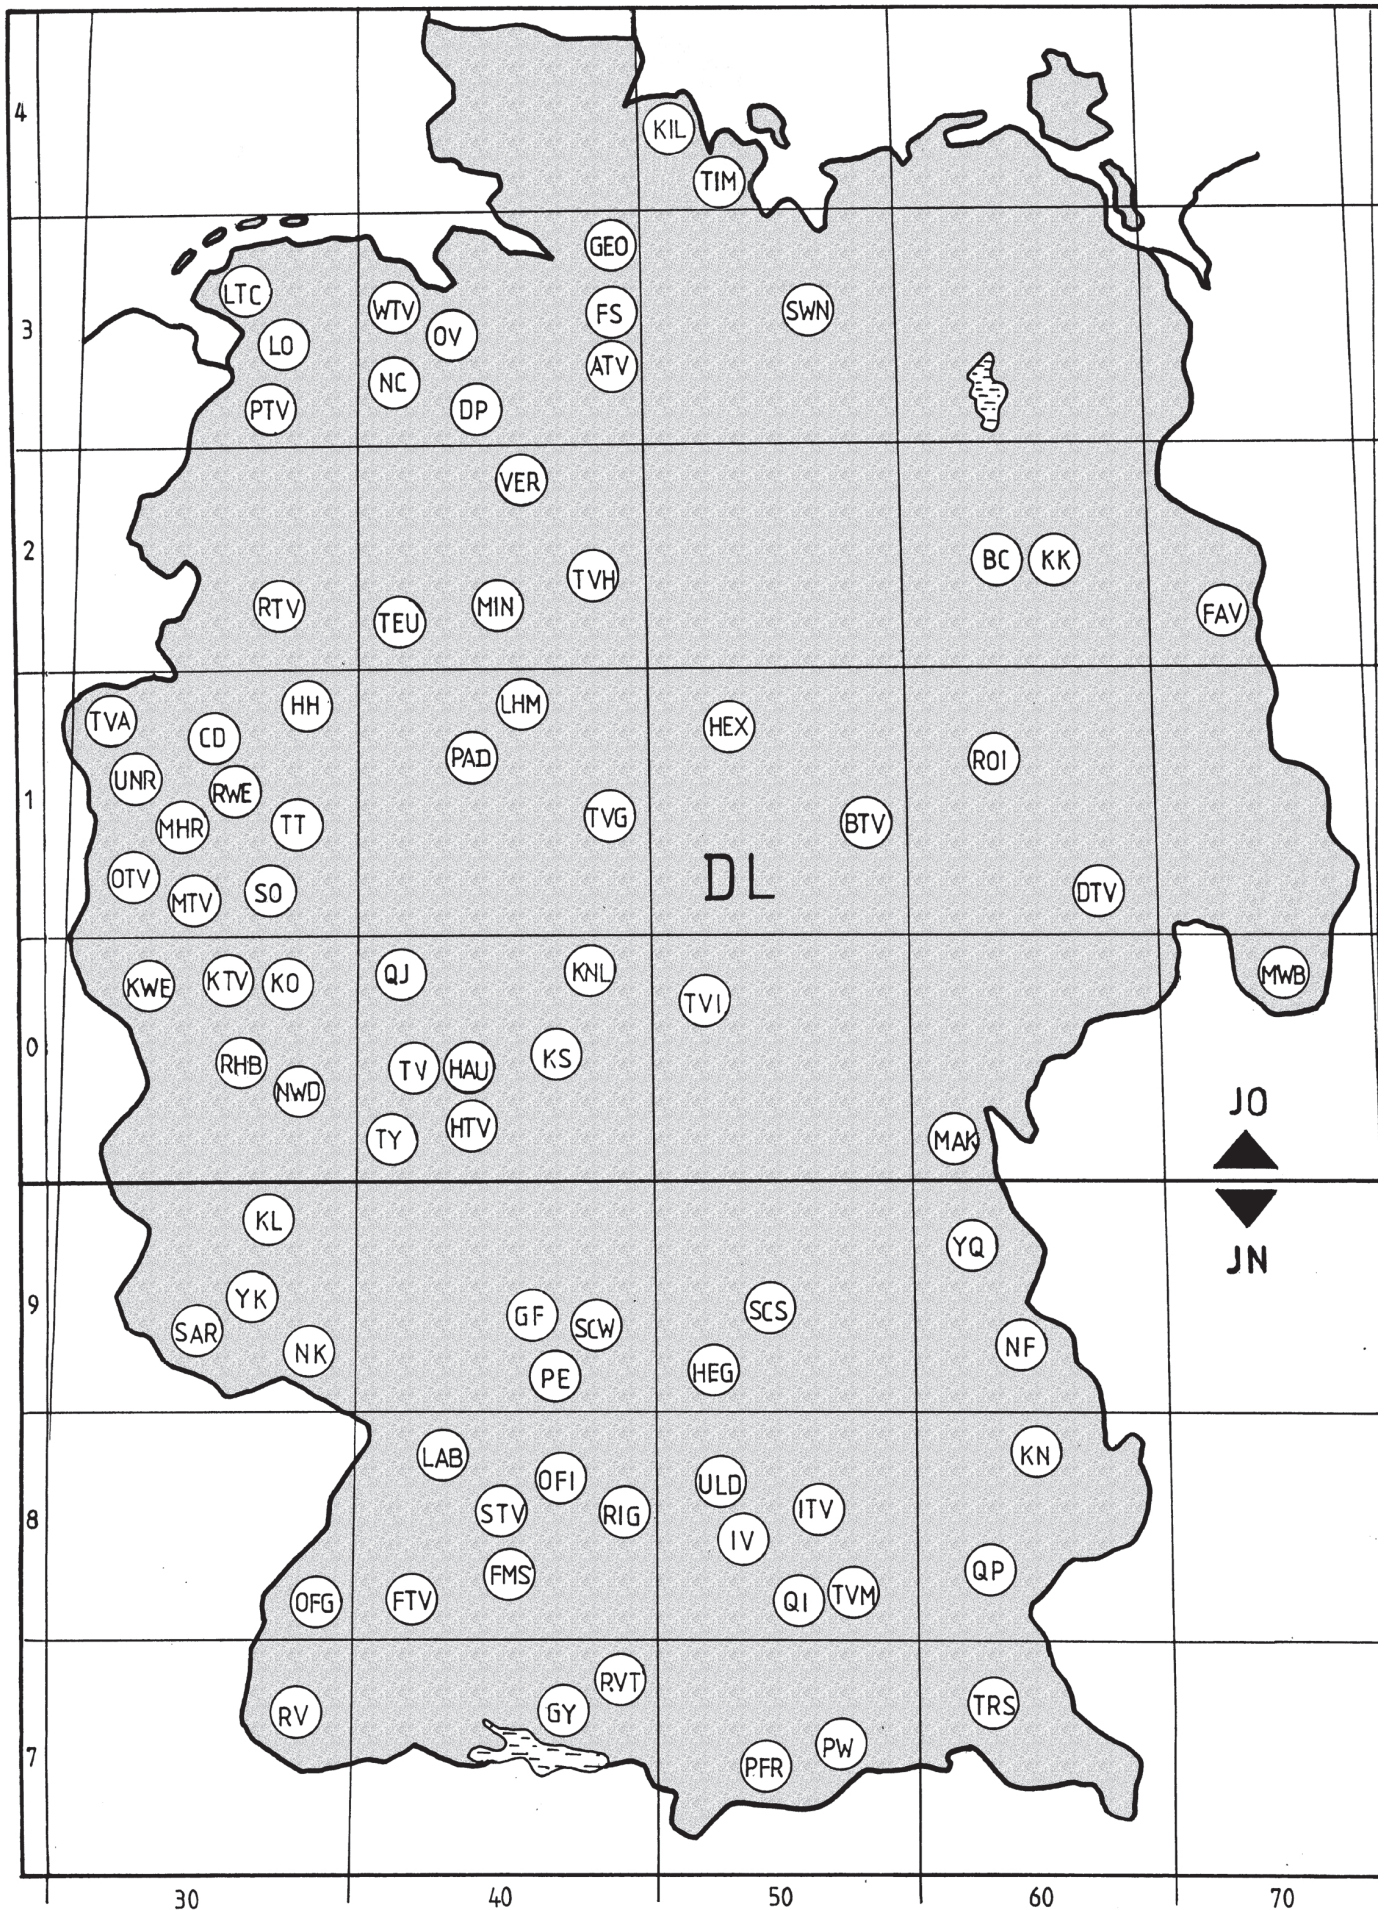 4
KIL
TIM
GEO
LTC
WTV
FS
SWN
3
OV
LO
ATV
NC
PTV
DP
VER
2
BC
KK
TVH
RTV
MIN
TEU
FAV
HH
LHM
TVA
HEX
CD
PAD
ROI
UNR
RWE
1
MHR
TT
TVG
BTV
OTV
DL
MTV
SO
DTV
KWE
KTV
KO
QJ
KNL
TVI
MWB
0
RHB
NWD
TV
HAU
KS
JO
TY
HTV
MAK
KL
YQ
JN
9
YK
GF
SCW
SCS
SAR
NK
PE
HEG
NF
LAB
OFI
ULD
KN
8
STV
RIG
IV
ITV
FMS
QP
OFG
FTV
QI
TVM
RVT
RV
GY
TRS
7
PFR
PW
30
40
50
60
70